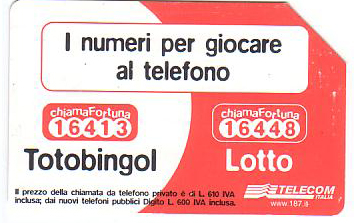 I numeri per giocare
al telefono
chiamaFortuna
16413
chiamaFortuna
16448
Totobingol
Lotto
Il prezzo della chiamata da telefono privato é di L. 610 IVA
inclusa; dai nuovi telefoni pubblici Digito L. 600 IVA inclusa.
TELECOM
ITALIA
www.187.it